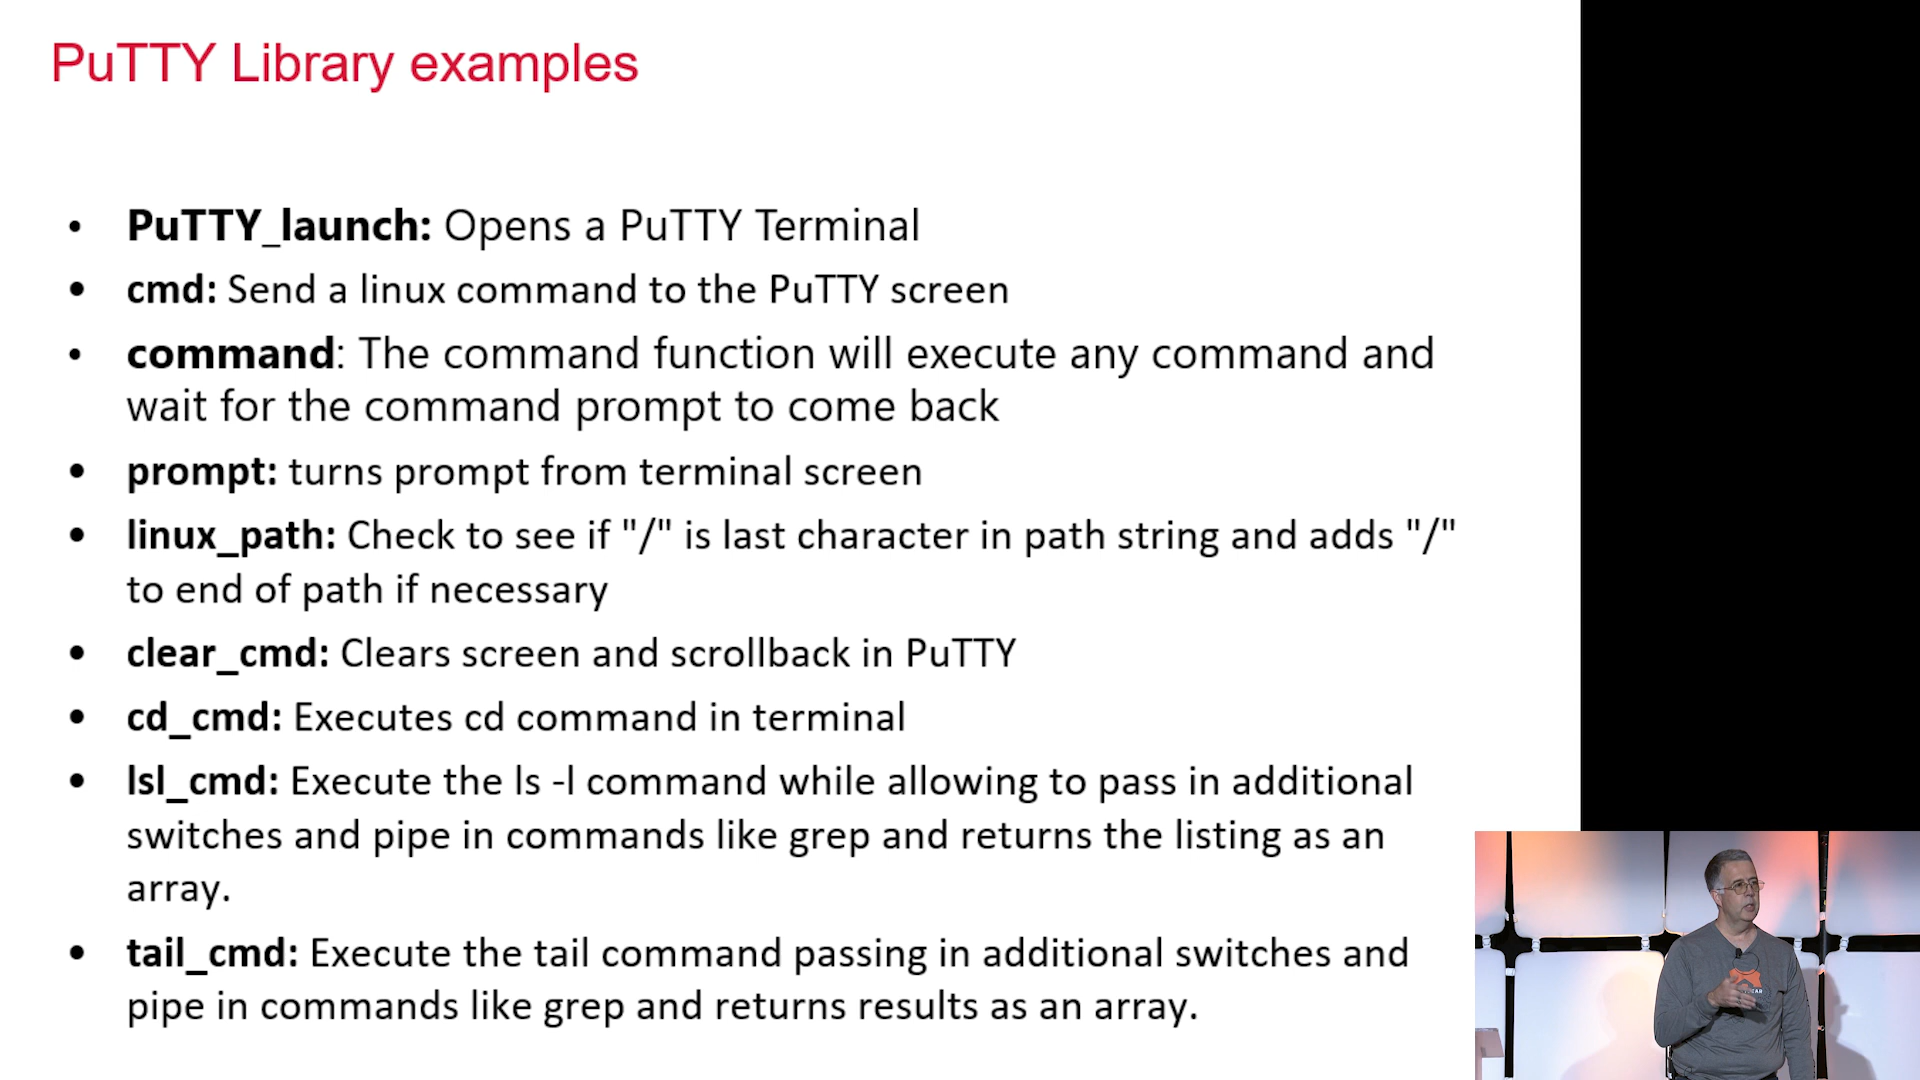 PuTTY Library examples
• PuTTY_launch: Opens a PuTTY Terminal
• cmd: Send a linux command to the PuTTY screen
• command: The command function will execute any command and
wait for the command prompt to come back
• prompt: turns prompt from terminal screen
• linux_path: Check to see if "/" is last character in path string and adds "/"
to end of path if necessary
• clear_cmd: Clears screen and scrollback in PuTTY
• cd_cmd: Executes cd command in terminal
• lsl_cmd: Execute the ls -l command while allowing to pass in additional
switches and pipe in commands like grep and returns the listing as an
array.
• tail_cmd: Execute the tail command passing in additional switches and
pipe in commands like grep and returns results as an array.